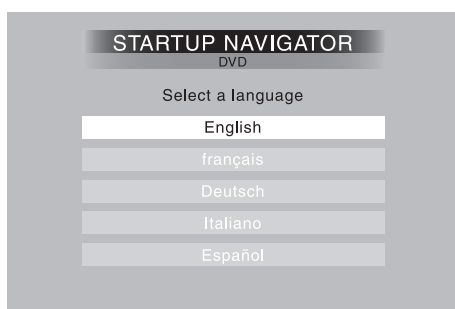 STARTUP NAVIGATOR
DVD
Select a language
English
français
Deutsch
Italiano
Español